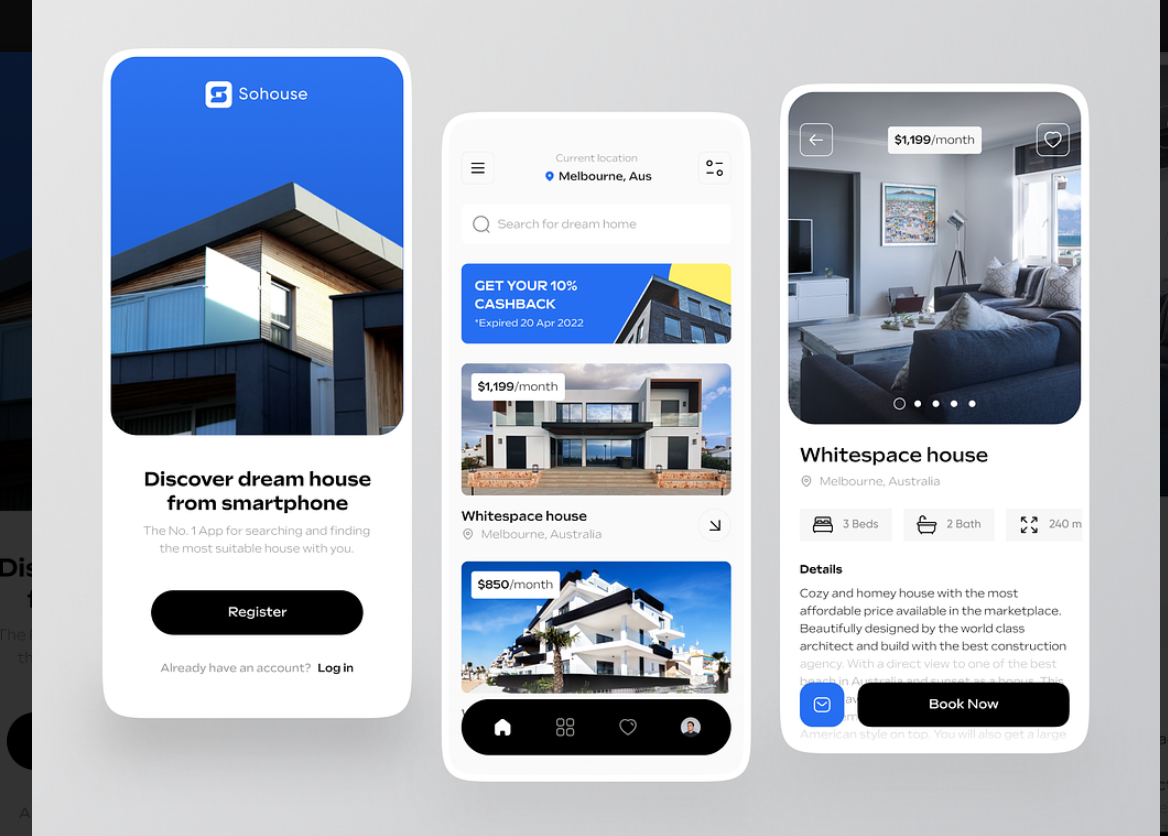 Sohouse
Discover dream house
from smartphone
The No. 1 App for searching and finding
the most suitable house with you.
Register
Already have an account? Log in
Current location
Melbourne, Aus
Search for dream home
GET YOUR 10%
CASHBACK
*Expired 20 Apr 2022
$1,199/month
Whitespace house
Melbourne, Australia
$850/month
$1,199/month
Whitespace house
Melbourne, Australia
3 Beds
2 Bath
240 m
Details
Cozy and homey house with the most
affordable price available in the marketplace.
Beautifully designed by the world class
architect and build with the best construction
agency. With a direct view to one of the best
beach in Australia and sunset as a bonus. This
Book Now
American style on top. You will also get a large